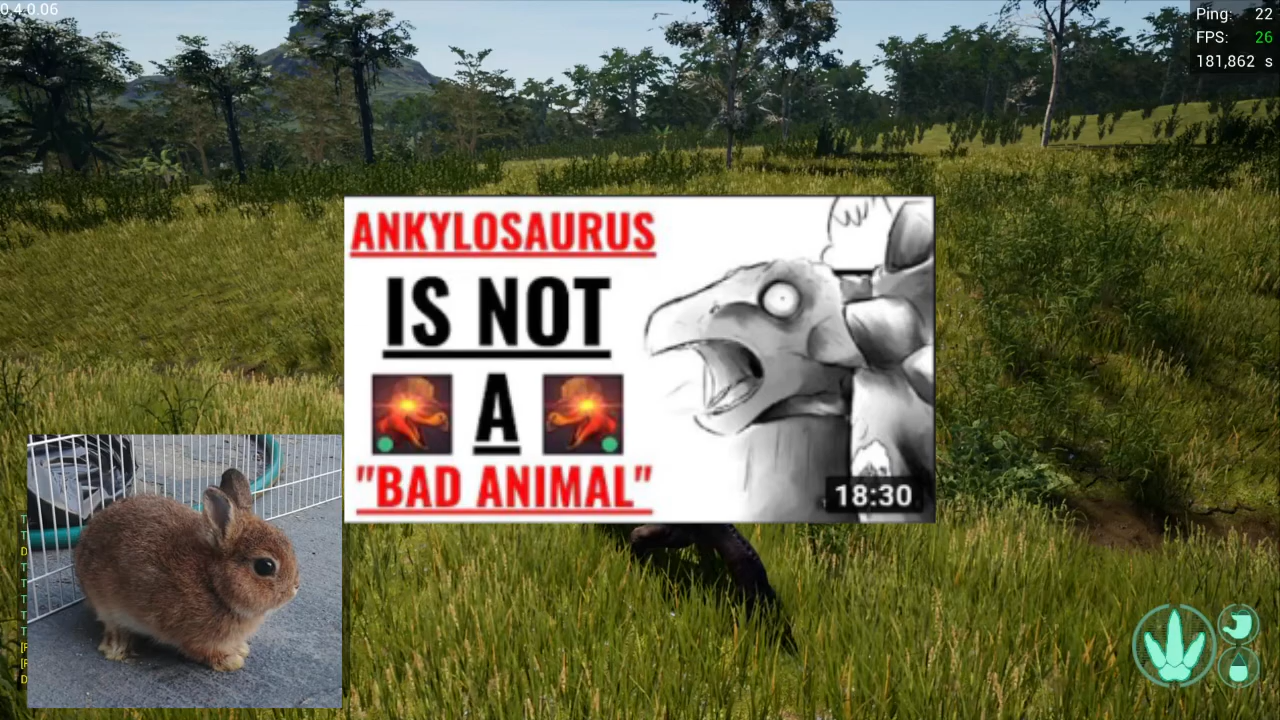 0.4.0.06
Ping: 22
FPS: 26
181,862 s
ANKYLOSAURUS
IS NOT
A
"BAD ANIMAL"
18:30
T
T
D
T
T
T
T
T
[F
[F
D